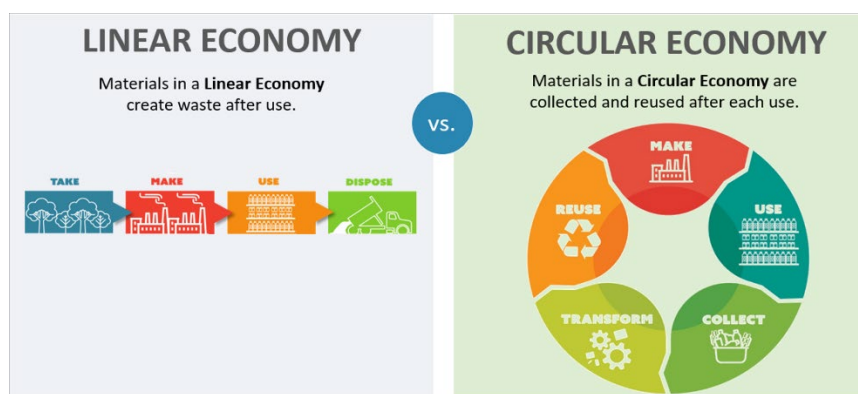 LINEAR ECONOMY
Materials in a Linear Economy
create waste after use.
TAKE
MAKE
USE
DISPOSE
vs.
CIRCULAR ECONOMY
Materials in a Circular Economy are
collected and reused after each use.
MAKE
USE
COLLECT
TRANSFORM
REUSE